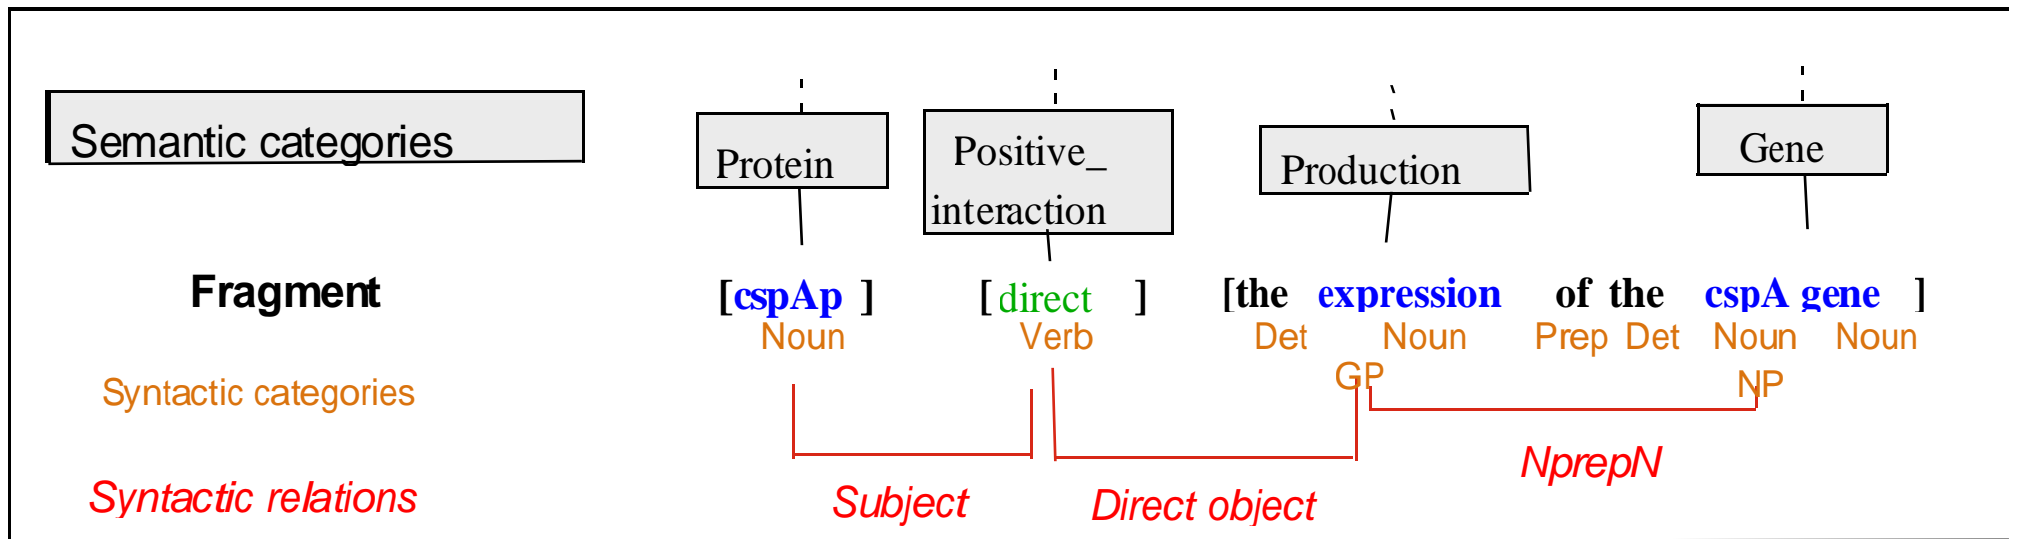 Semantic categories
Protein
Positive_
interaction
Production
Gene
Fragment [cspAp ] [direct ] [the expression of the cspA gene ]
Noun Verb Det Noun Prep Det Noun Noun
GP NP
Syntactic categories
Syntactic relations Subject Direct object NprepN